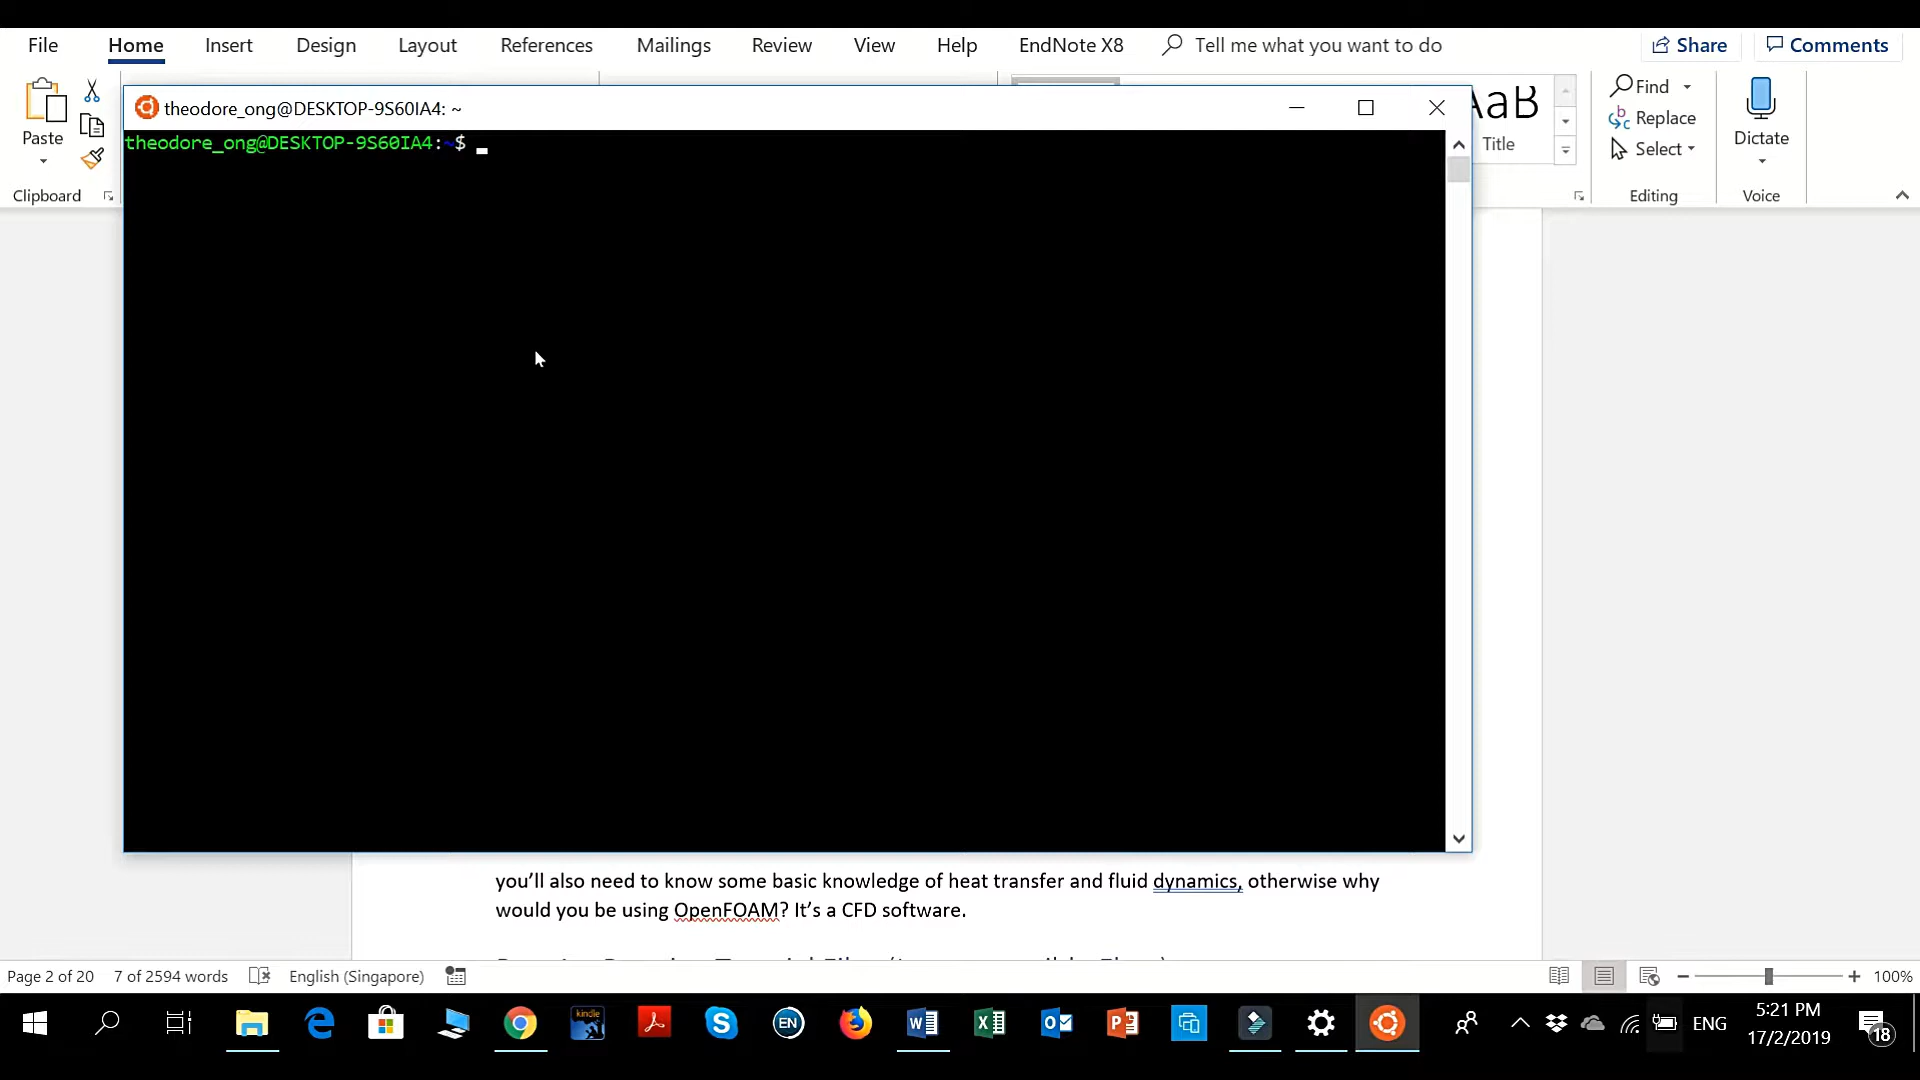 File Home Insert Design Layout References Mailings Review View Help EndNote X8 Tell me what you want to do Share Comments
Paste
Clipboard
theodore_ong@DESKTOP-9S60IA4: ~
theodore_ong@DESKTOP-9S60IA4:~$
AaB
Title
Find
Replace
Select
Editing
Dictate
Voice
you’ll also need to know some basic knowledge of heat transfer and fluid dynamics, otherwise why
would you be using OpenFOAM? It’s a CFD software.
Page 2 of 20 7 of 2594 words English (Singapore) 100%
kindle
EN
ENG
5:21 PM
17/2/2019
18